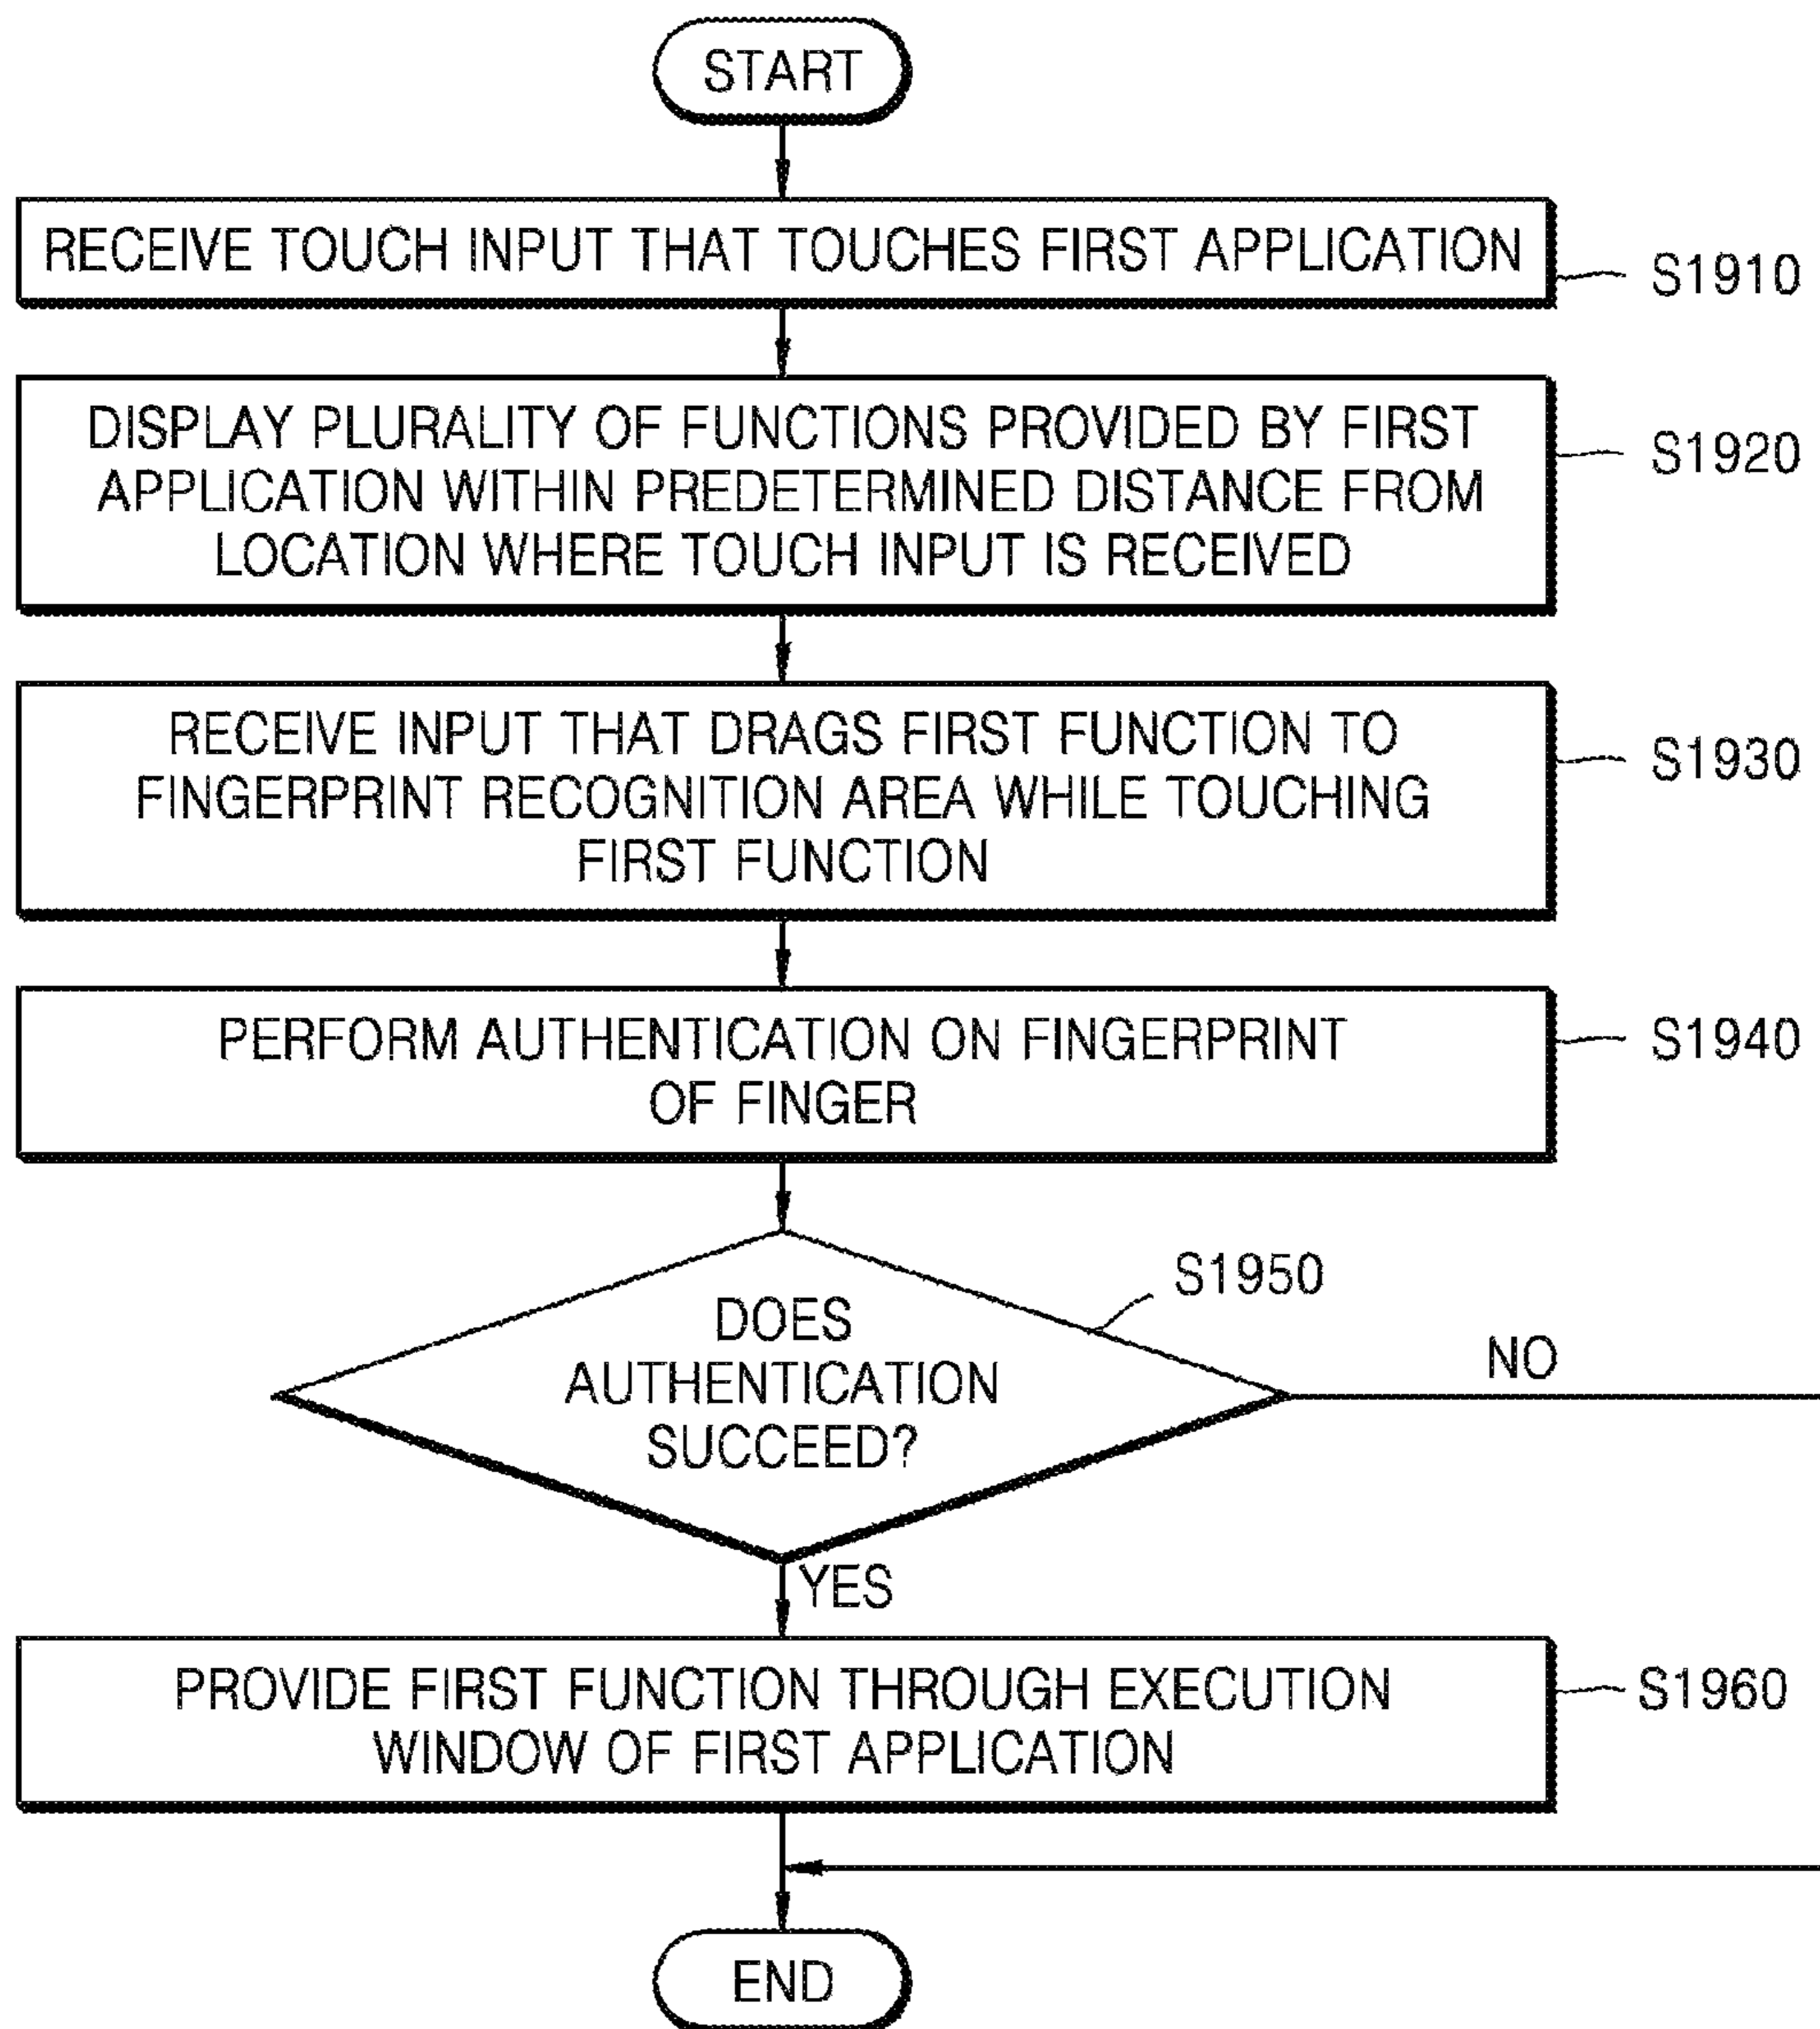 START
RECEIVE TOUCH INPUT THAT TOUCHES FIRST APPLICATION
S1910
DISPLAY PLURALITY OF FUNCTIONS PROVIDED BY FIRST
APPLICATION WITHIN PREDETERMINED DISTANCE FROM
LOCATION WHERE TOUCH INPUT IS RECEIVED
S1920
RECEIVE INPUT THAT DRAGS FIRST FUNCTION TO
FINGERPRINT RECOGNITION AREA WHILE TOUCHING
FIRST FUNCTION
S1930
PERFORM AUTHENTICATION ON FINGERPRINT
OF FINGER
S1940
DOES
AUTHENTICATION
SUCCEED?
S1950
NO
YES
PROVIDE FIRST FUNCTION THROUGH EXECUTION
WINDOW OF FIRST APPLICATION
S1960
END